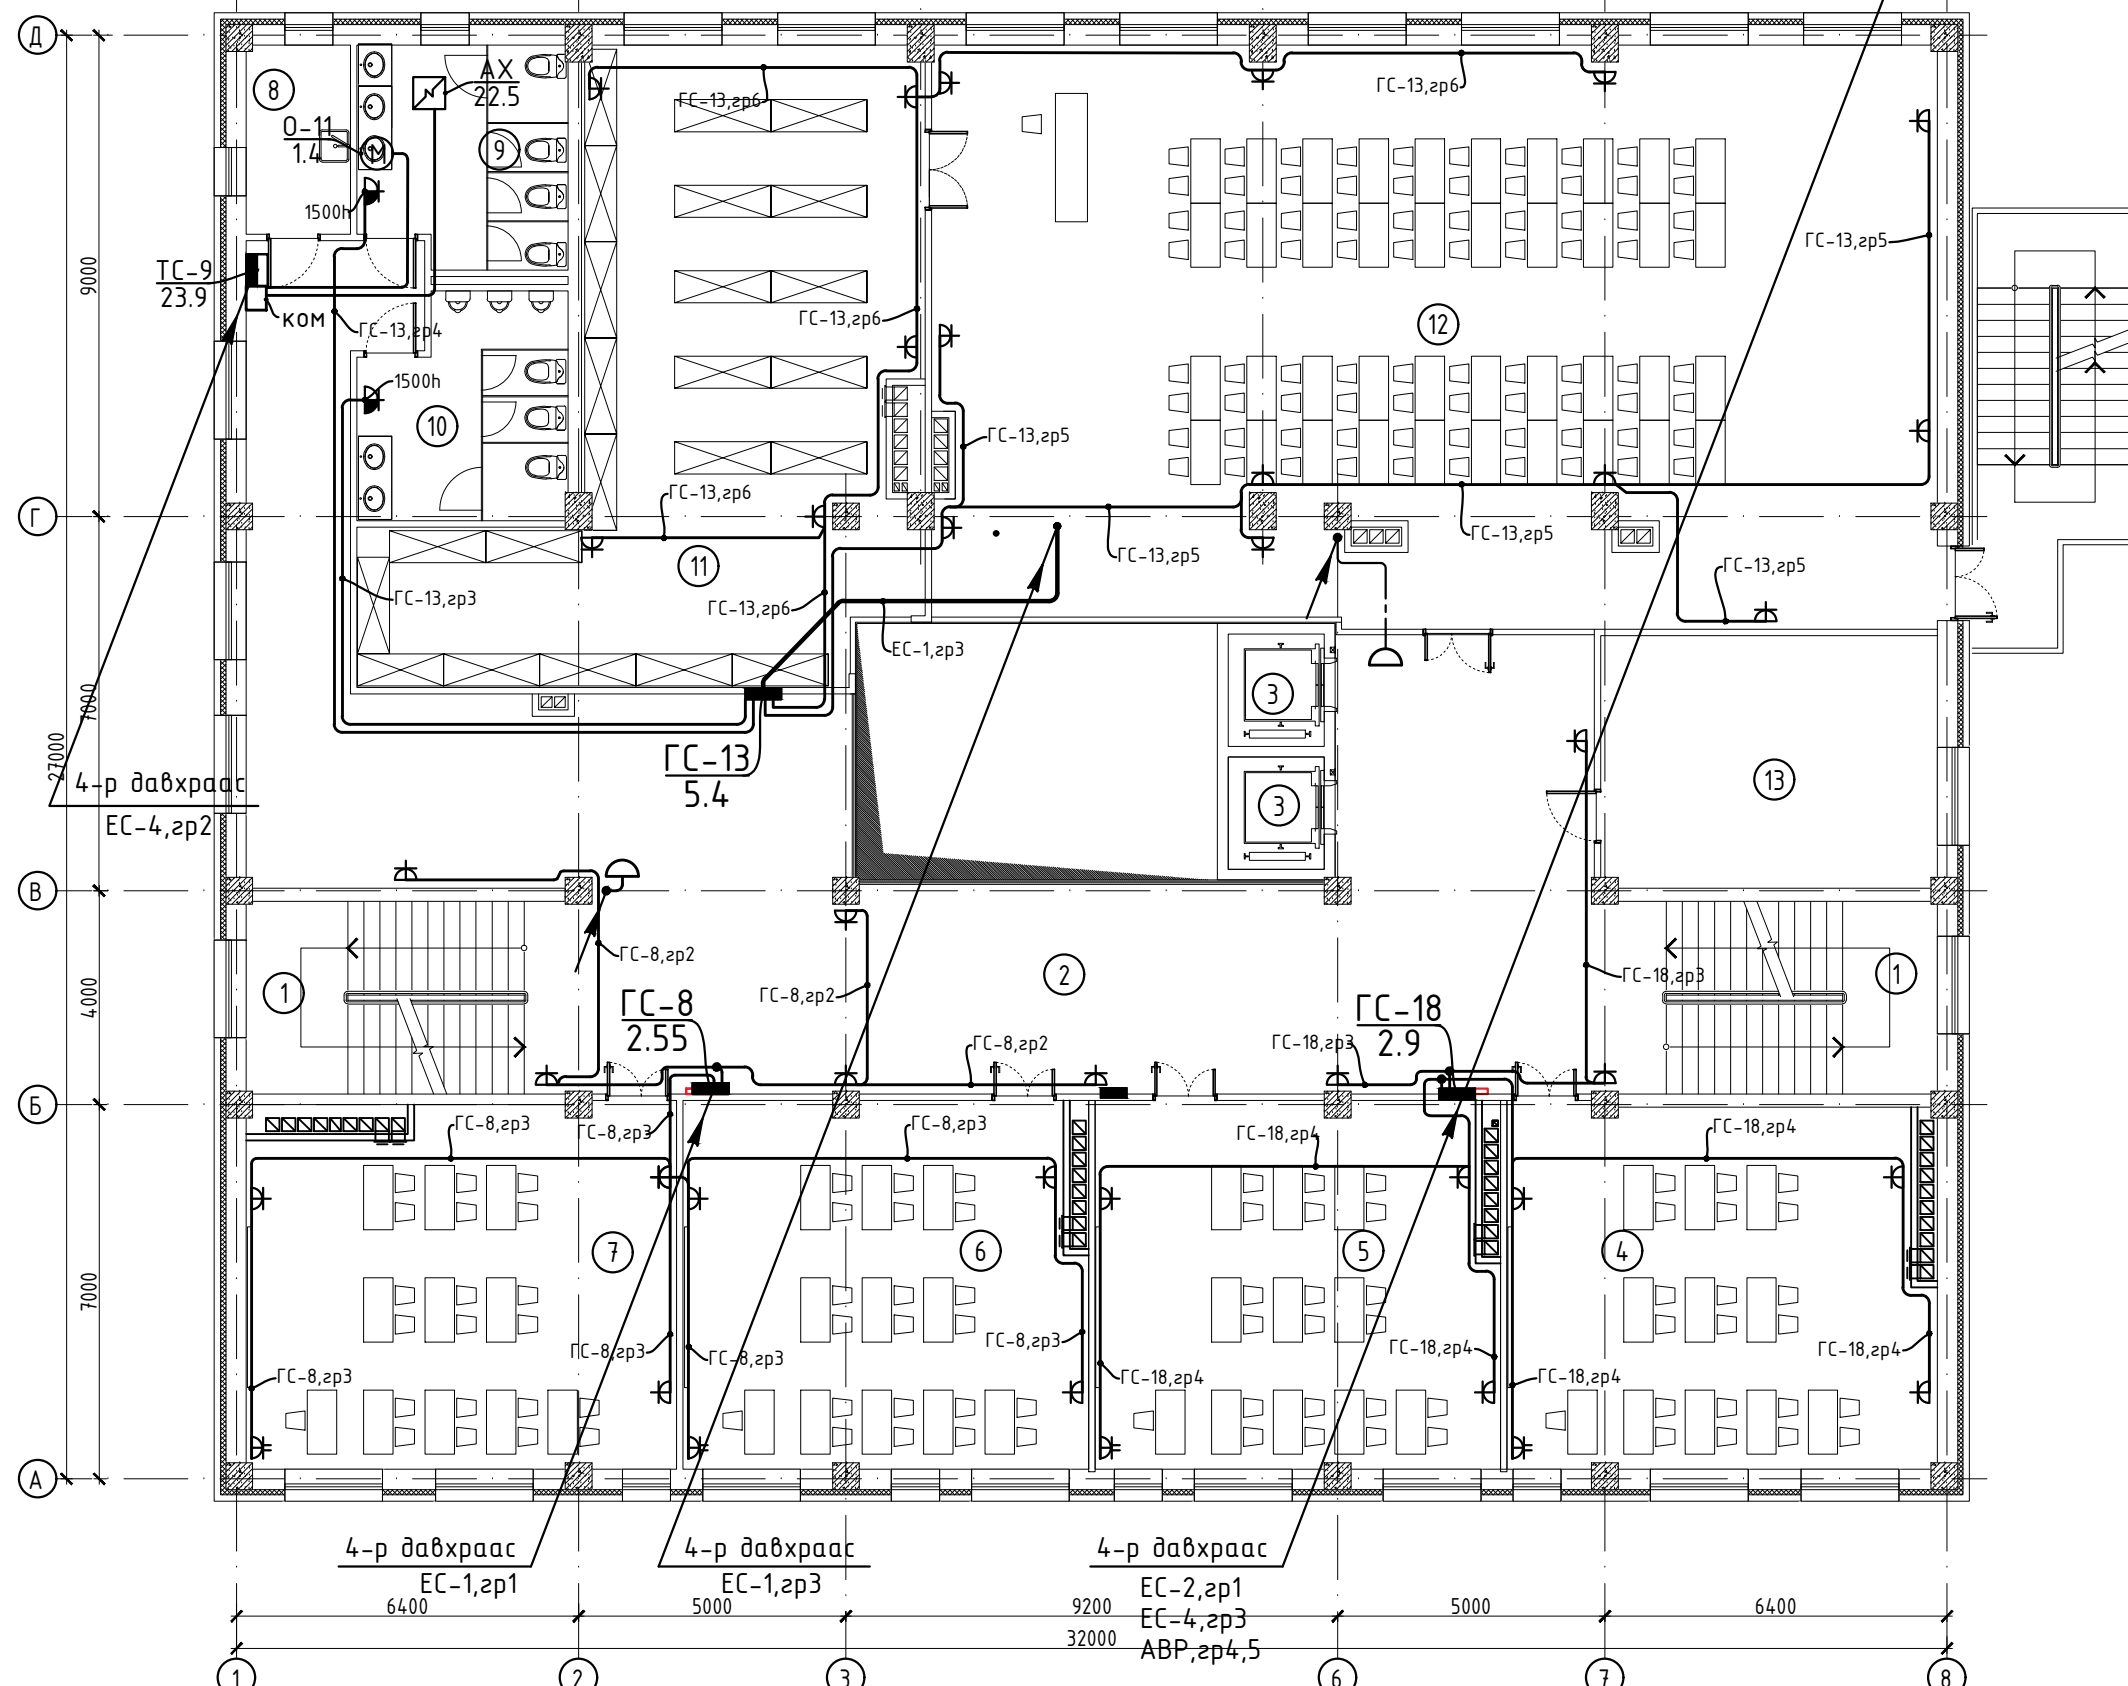 Д
8
АХ
22.5
ГС-13,гр6
ГС-13,гр6
О-11
1.4
М
9
1500h
ГС-13,гр5
ТС-9
23.9
9000
КОМ
ГС-13,гр4
ГС-13,гр6
12
1500h
10
ГС-13,гр5
ГС-13,гр6
Г
ГС-13,гр5
ГС-13,гр5
11
ГС-13,гр5
ГС-13,гр3
ГС-13,гр6
ЕС-1,гр3
3
7000
27000
ГС-13
5.4
4-р давхраас
ЕС-4,гр2
3
13
В
ГС-8,гр2
ГС-18,гр3
1
2
1
4000
ГС-8,гр2
ГС-8
2.55
ГС-18
2.9
ГС-8,гр2
ГС-18,гр3
Б
ГС-8,гр3
ГС-8,гр3
ГС-8,гр3
ГС-18,гр4
ГС-18,гр4
7
6
5
4
7000
ГС-8,гр3
ГС-8,гр3
ГС-8,гр3
ГС-18,гр4
ГС-18,гр4
ГС-8,гр3
ГС-18,гр4
ГС-18,гр4
А
4-р давхраас
ЕС-1,гр1
4-р давхраас
ЕС-1,гр3
4-р давхраас
ЕС-2,гр1
ЕС-4,гр3
АВР,гр4,5
6400
5000
9200
5000
6400
32000
1
2
3
6
7
8